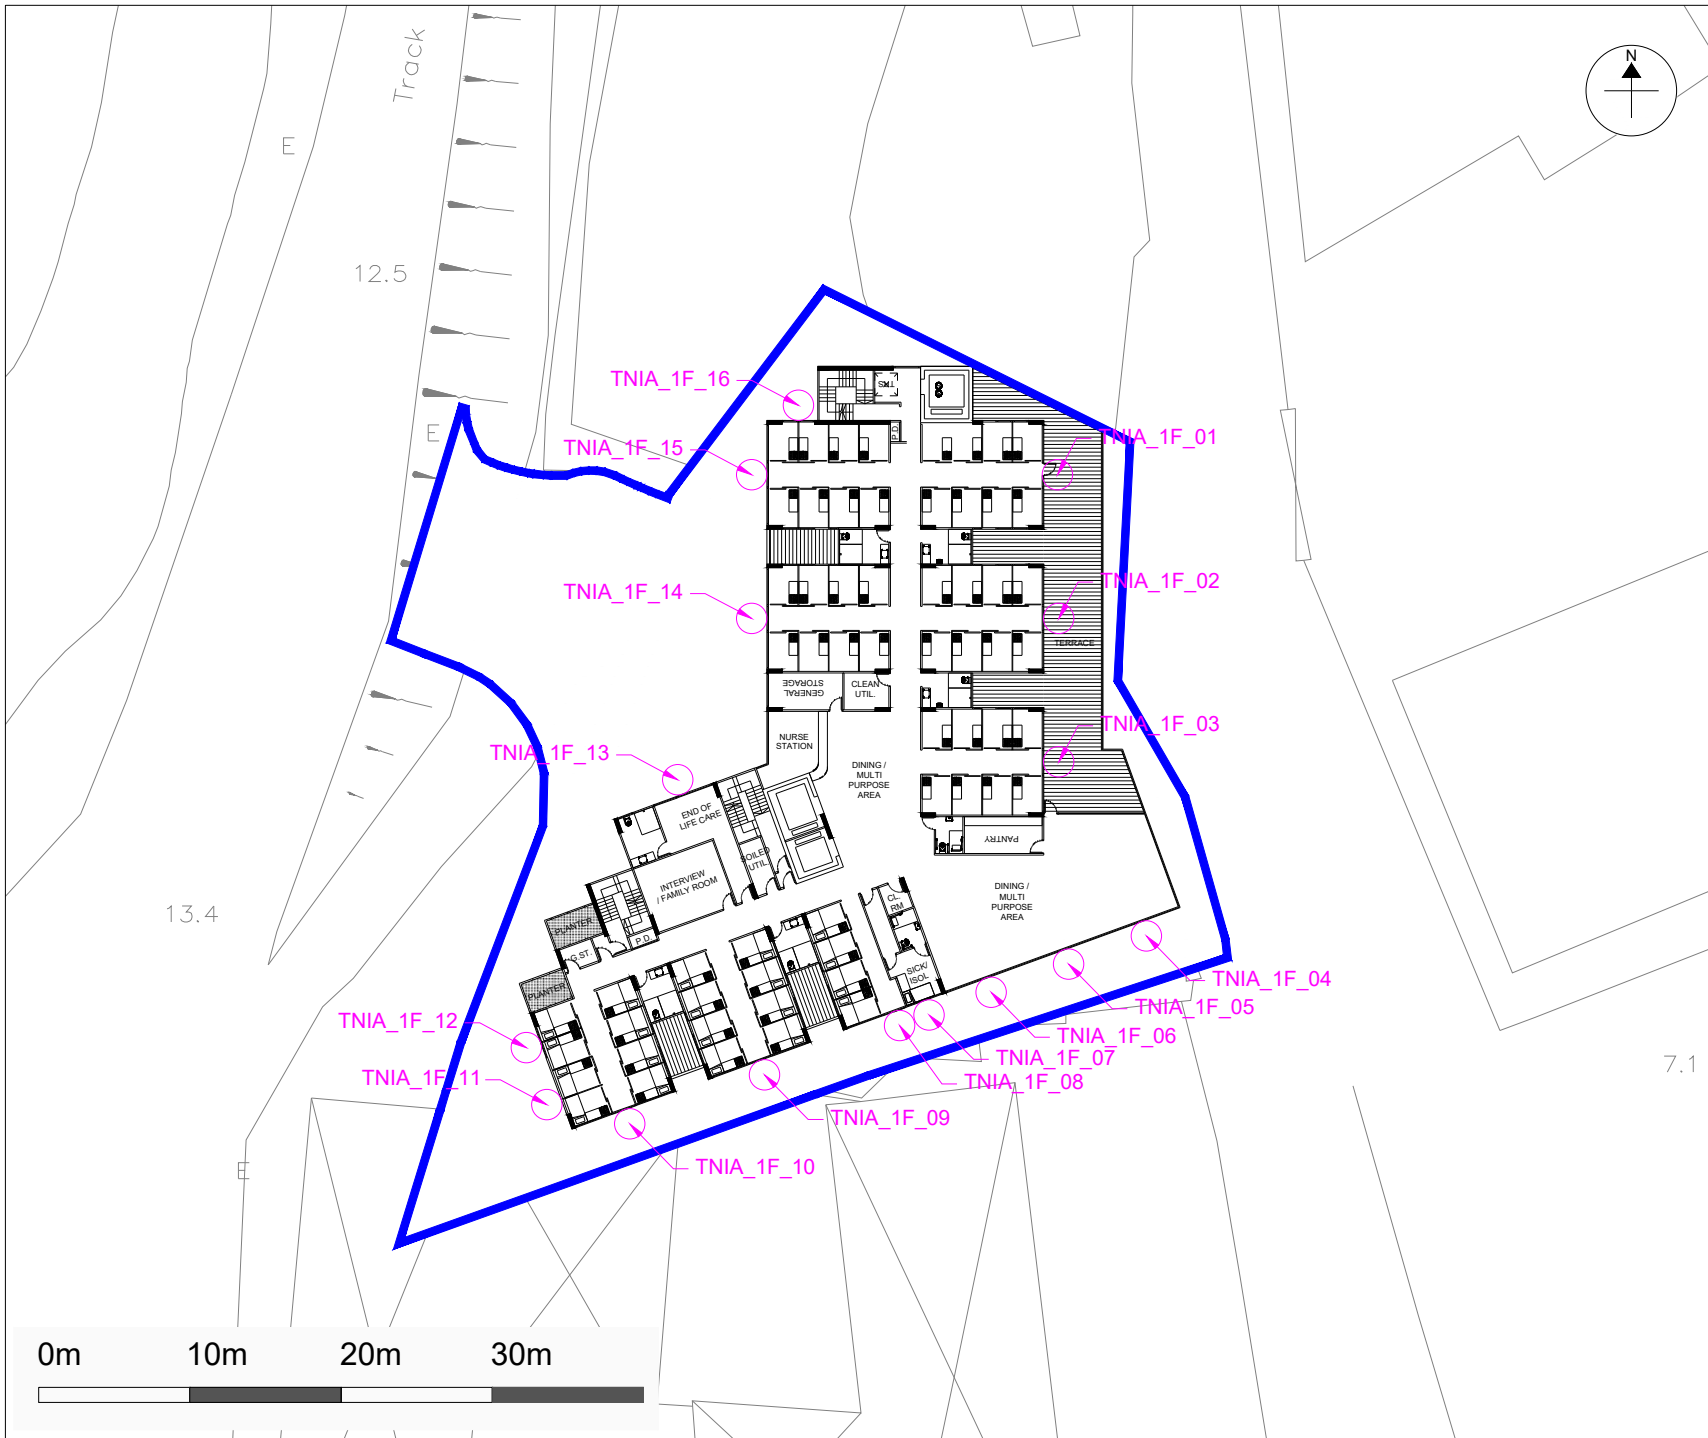 N
Track
E
12.5
TNIA_1F_16
TRS
TNIA_1F_15
E
P.D.
TNIA_1F_01
TNIA_1F_14
TNIA_1F_02
TERRACE
GENERAL
STORAGE
CLEAN
UTIL.
NURSE
STATION
TNIA_1F_03
TNIA_1F_13
DINING /
MULTI
PURPOSE
AREA
END OF
LIFE CARE
PANTRY
SOILED
UTIL.
INTERVIEW
/ FAMILY ROOM
DINING /
MULTI
PURPOSE
AREA
CL.
RM
13.4
PLANTER
P.D.
G.ST.
SICK/
ISOL
TNIA_1F_04
PLANTER
TNIA_1F_05
TNIA_1F_12
TNIA_1F_06
TNIA_1F_07
7.1
TNIA_1F_11
TNIA_1F_08
TNIA_1F_09
TNIA_1F_10
E
0m
10m
20m
30m